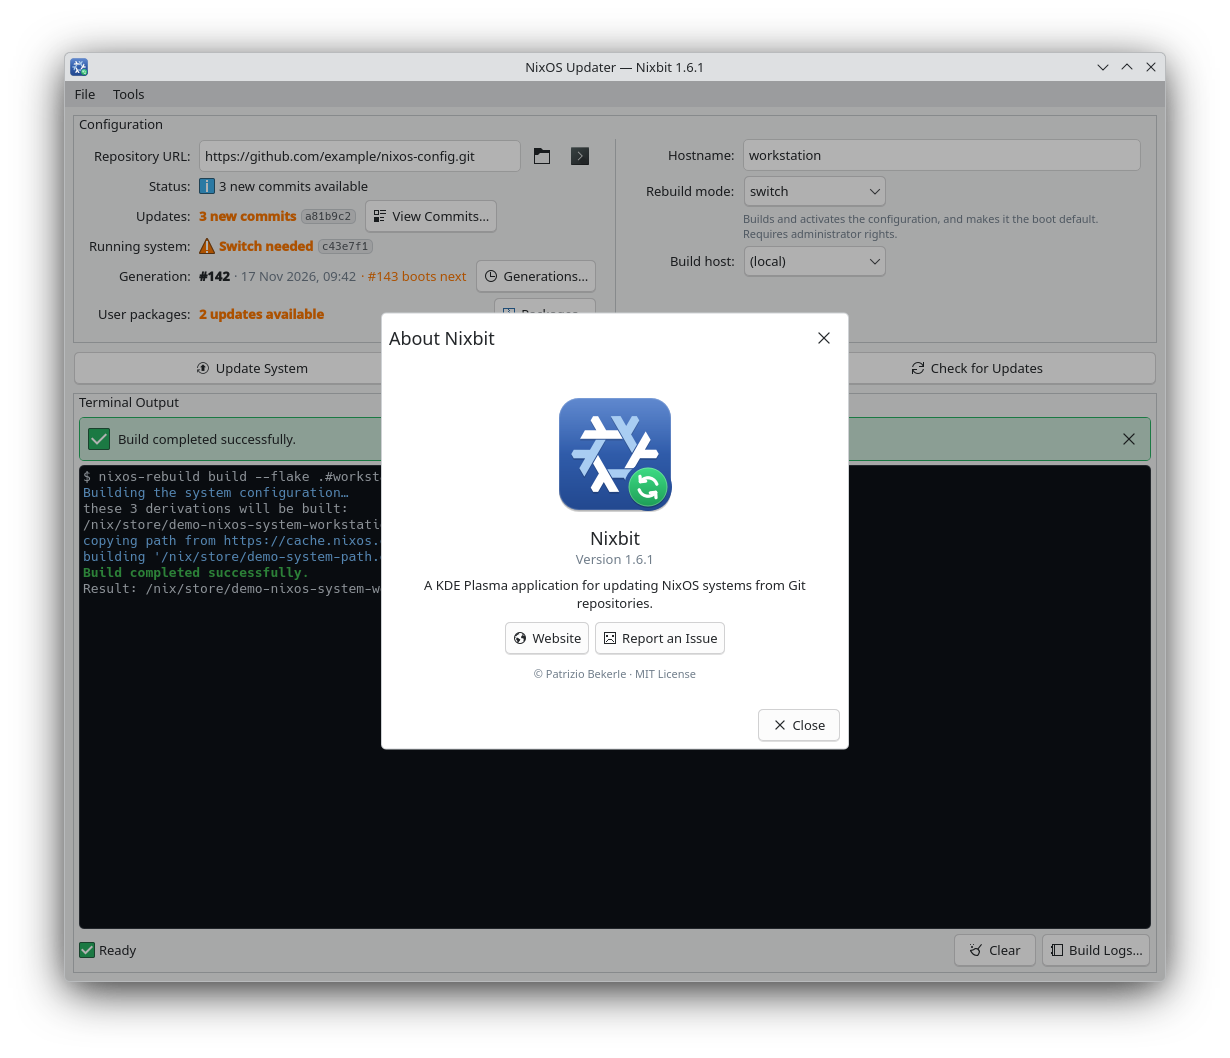 NixOS Updater — Nixbit 1.6.1
File Tools
Configuration
Repository URL: https://github.com/example/nixos-config.git
Status: 3 new commits available
Updates: 3 new commits a81b9c2 View Commits...
Running system: Switch needed c43e7f1
Generation: #142 · 17 Nov 2026, 09:42 · #143 boots next Generations...
User packages: 2 updates available
Hostname: workstation
Rebuild mode: switch
Builds and activates the configuration, and makes it the boot default.
Requires administrator rights.
Build host: (local)
Update System
Check for Updates
Terminal Output
Build completed successfully.
$ nixos-rebuild build --flake .#workst
Building the system configuration…
these 3 derivations will be built:
/nix/store/demo-nixos-system-workstati
copying path from https://cache.nixos.
building '/nix/store/demo-system-path.
Build completed successfully.
Result: /nix/store/demo-nixos-system-w
Ready
Clear
Build Logs...
About Nixbit
Nixbit
Version 1.6.1
A KDE Plasma application for updating NixOS systems from Git
repositories.
Website
Report an Issue
© Patrizio Bekerle · MIT License
Close